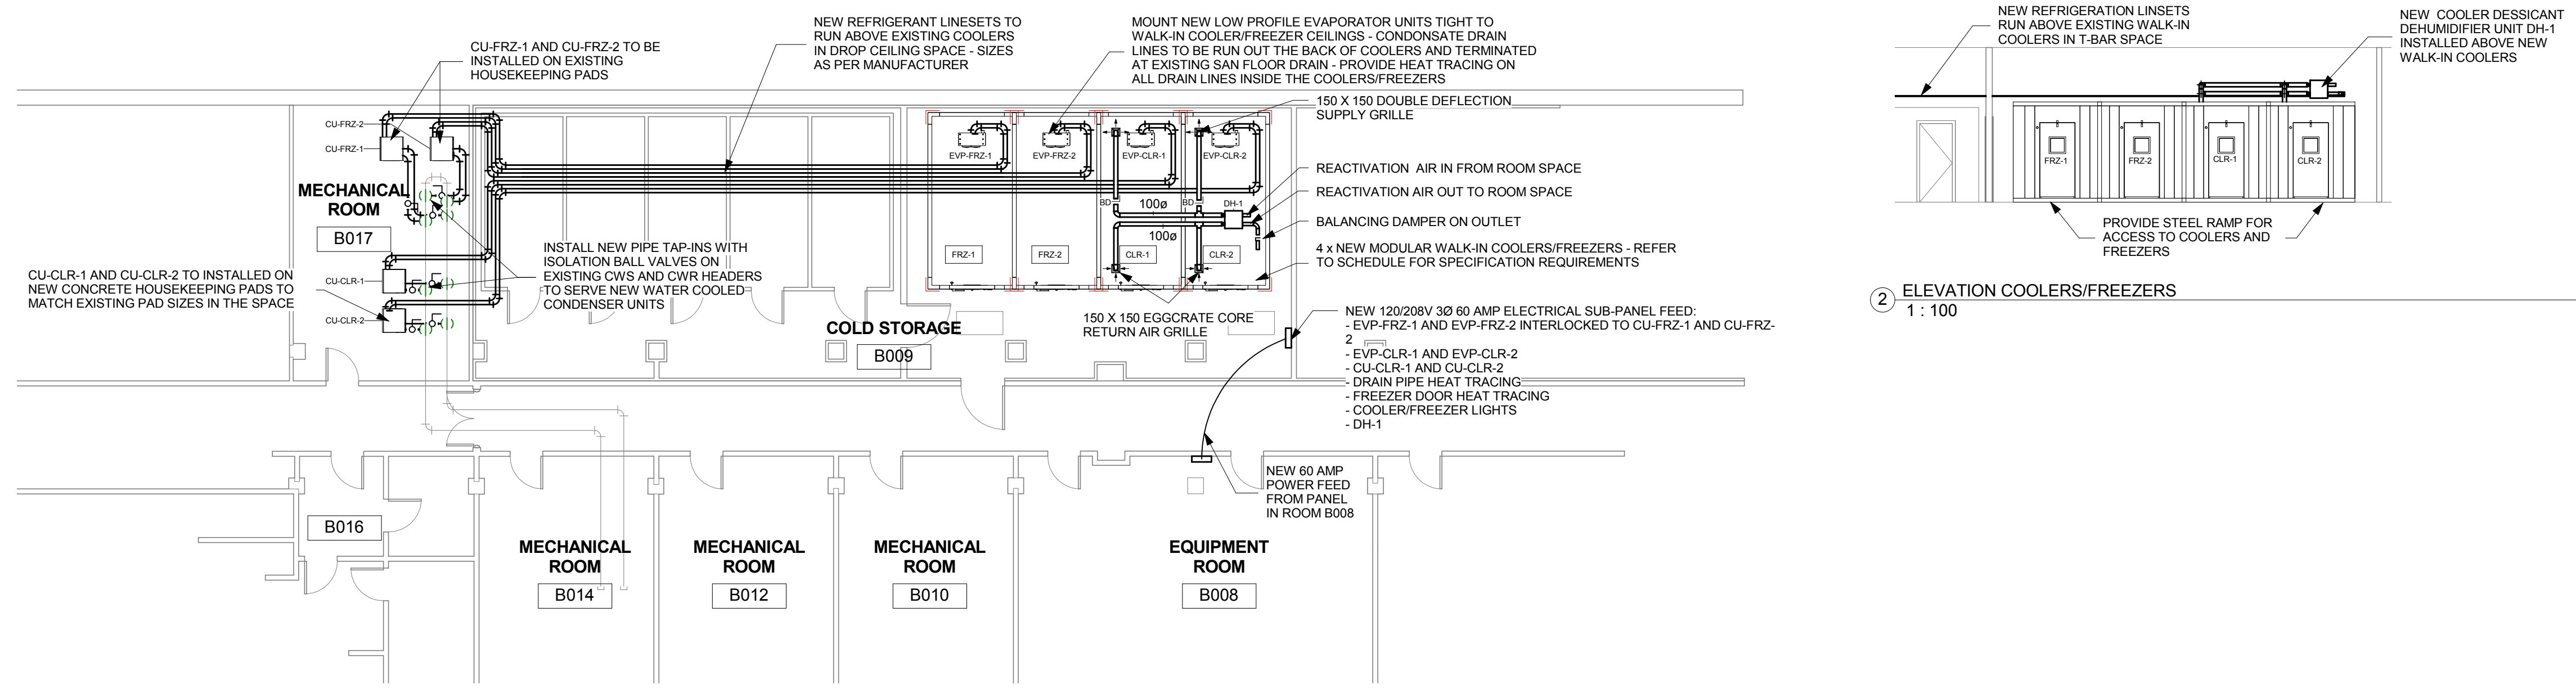 CU-FRZ-1 AND CU-FRZ-2 TO BE
INSTALLED ON EXISTING
HOUSEKEEPING PADS
NEW REFRIGERANT LINESETS TO
RUN ABOVE EXISTING COOLERS
IN DROP CEILING SPACE - SIZES
AS PER MANUFACTURER
MOUNT NEW LOW PROFILE EVAPORATOR UNITS TIGHT TO
WALK-IN COOLER/FREEZER CEILINGS - CONDONSATE DRAIN
LINES TO BE RUN OUT THE BACK OF COOLERS AND TERMINATED
AT EXISTING SAN FLOOR DRAIN - PROVIDE HEAT TRACING ON
ALL DRAIN LINES INSIDE THE COOLERS/FREEZERS
150 X 150 DOUBLE DEFLECTION
SUPPLY GRILLE
CU-FRZ-2
CU-FRZ-1
EVP-FRZ-1
EVP-FRZ-2
EVP-CLR-1
EVP-CLR-2
REACTIVATION  AIR IN FROM ROOM SPACE
REACTIVATION AIR OUT TO ROOM SPACE
BALANCING DAMPER ON OUTLET
4 x NEW MODULAR WALK-IN COOLERS/FREEZERS - REFER
TO SCHEDULE FOR SPECIFICATION REQUIREMENTS
MECHANICAL
ROOM
B017
BD
100ø
BD
DH-1
100ø
FRZ-1
FRZ-2
CLR-1
CLR-2
INSTALL NEW PIPE TAP-INS WITH
ISOLATION BALL VALVES ON
EXISTING CWS AND CWR HEADERS
TO SERVE NEW WATER COOLED
CONDENSER UNITS
CU-CLR-1 AND CU-CLR-2 TO INSTALLED ON
NEW CONCRETE HOUSEKEEPING PADS TO
MATCH EXISTING PAD SIZES IN THE SPACE
CU-CLR-1
CU-CLR-2
COLD STORAGE
B009
150 X 150 EGGCRATE CORE
RETURN AIR GRILLE
NEW 120/208V 3Ø 60 AMP ELECTRICAL SUB-PANEL FEED:
- EVP-FRZ-1 AND EVP-FRZ-2 INTERLOCKED TO CU-FRZ-1 AND CU-FRZ-
2
- EVP-CLR-1 AND EVP-CLR-2
- CU-CLR-1 AND CU-CLR-2
- DRAIN PIPE HEAT TRACING
- FREEZER DOOR HEAT TRACING
- COOLER/FREEZER LIGHTS
- DH-1
NEW 60 AMP
POWER FEED
FROM PANEL
IN ROOM B008
B016
MECHANICAL
ROOM
B014
MECHANICAL
ROOM
B012
MECHANICAL
ROOM
B010
EQUIPMENT
ROOM
B008
NEW REFRIGERATION LINSETS
RUN ABOVE EXISTING WALK-IN
COOLERS IN T-BAR SPACE
NEW  COOLER DESSICANT
DEHUMIDIFIER UNIT DH-1
INSTALLED ABOVE NEW
WALK-IN COOLERS
FRZ-1
FRZ-2
CLR-1
CLR-2
PROVIDE STEEL RAMP FOR
ACCESS TO COOLERS AND
FREEZERS
2
ELEVATION COOLERS/FREEZERS
1 : 100